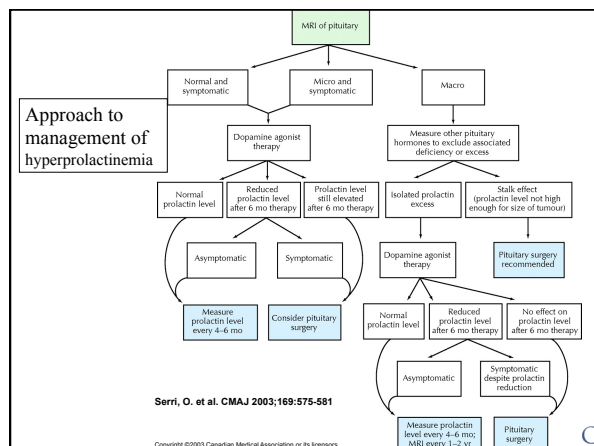 MRI of pituitary
Normal and
symptomatic
Micro and
symptomatic
Macro
Approach to
management of
hyperprolactinemia
Dopamine agonist
therapy
Measure other pituitary
hormones to exclude associated
deficiency or excess
Normal
prolactin level
Reduced
prolactin level
after 6 mo therapy
Prolactin level
still elevated
after 6 mo therapy
Isolated prolactin
excess
Stalk effect
(prolactin level not high
enough for size of tumour)
Asymptomatic
Symptomatic
Dopamine agonist
therapy
Pituitary surgery
recommended
Measure
prolactin level
every 4–6 mo
Consider pituitary
surgery
Normal
prolactin level
Reduced
prolactin level
after 6 mo therapy
No effect on
prolactin level
after 6 mo therapy
Asymptomatic
Symptomatic
despite prolactin
reduction
Serri, O. et al. CMAJ 2003;169:575-581
Measure prolactin
level every 4–6 mo;
MRI every 1–2 yr
Pituitary
surgery
Copyright ©2003 Canadian Medical Association or its licensors